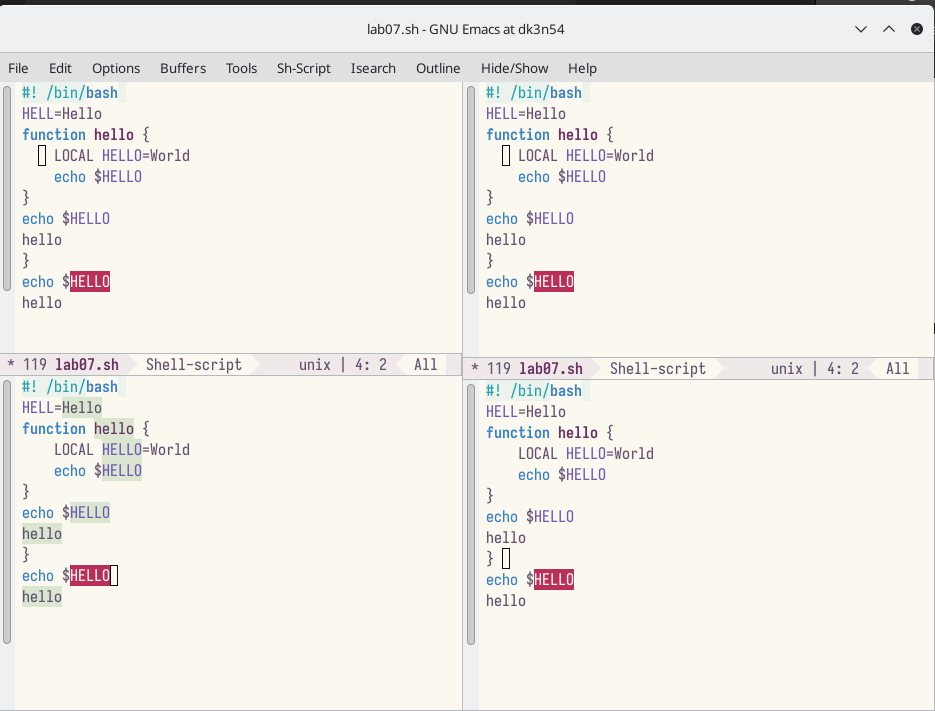 lab07.sh - GNU Emacs at dk3n54
File Edit Options Buffers Tools Sh-Script Isearch Outline Hide/Show Help
#! /bin/bash
HELL=Hello
function hello {
LOCAL HELLO=World
echo $HELLO
}
echo $HELLO
hello
}
echo $HELLO
hello
* 119 lab07.sh Shell-script unix | 4: 2 All
#! /bin/bash
HELL=Hello
function hello {
LOCAL HELLO=World
echo $HELLO
}
echo $HELLO
hello
}
echo $HELLO
hello
* 119 lab07.sh Shell-script unix | 4: 2 All
#! /bin/bash
HELL=Hello
function hello {
LOCAL HELLO=World
echo $HELLO
}
echo $HELLO
hello
}
echo $HELLO
hello
#! /bin/bash
HELL=Hello
function hello {
LOCAL HELLO=World
echo $HELLO
}
echo $HELLO
hello
}
echo $HELLO
hello